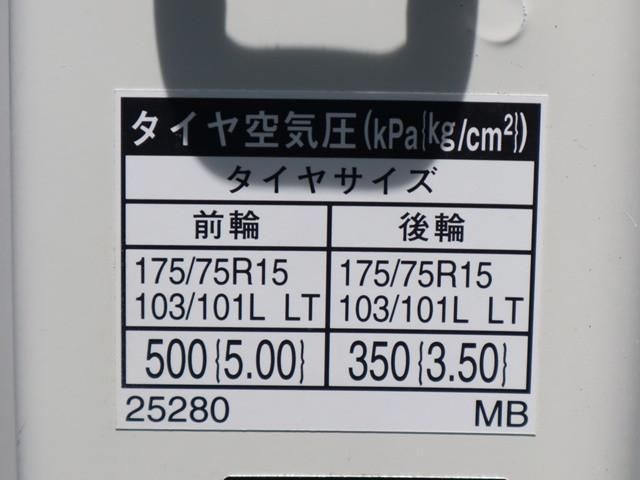 タイヤ空気圧(kPa{kg/cm²})
タイヤサイズ
前輪 後輪
175/75R15 175/75R15
103/101L LT 103/101L LT
500{5.00} 350{3.50}
25280 MB